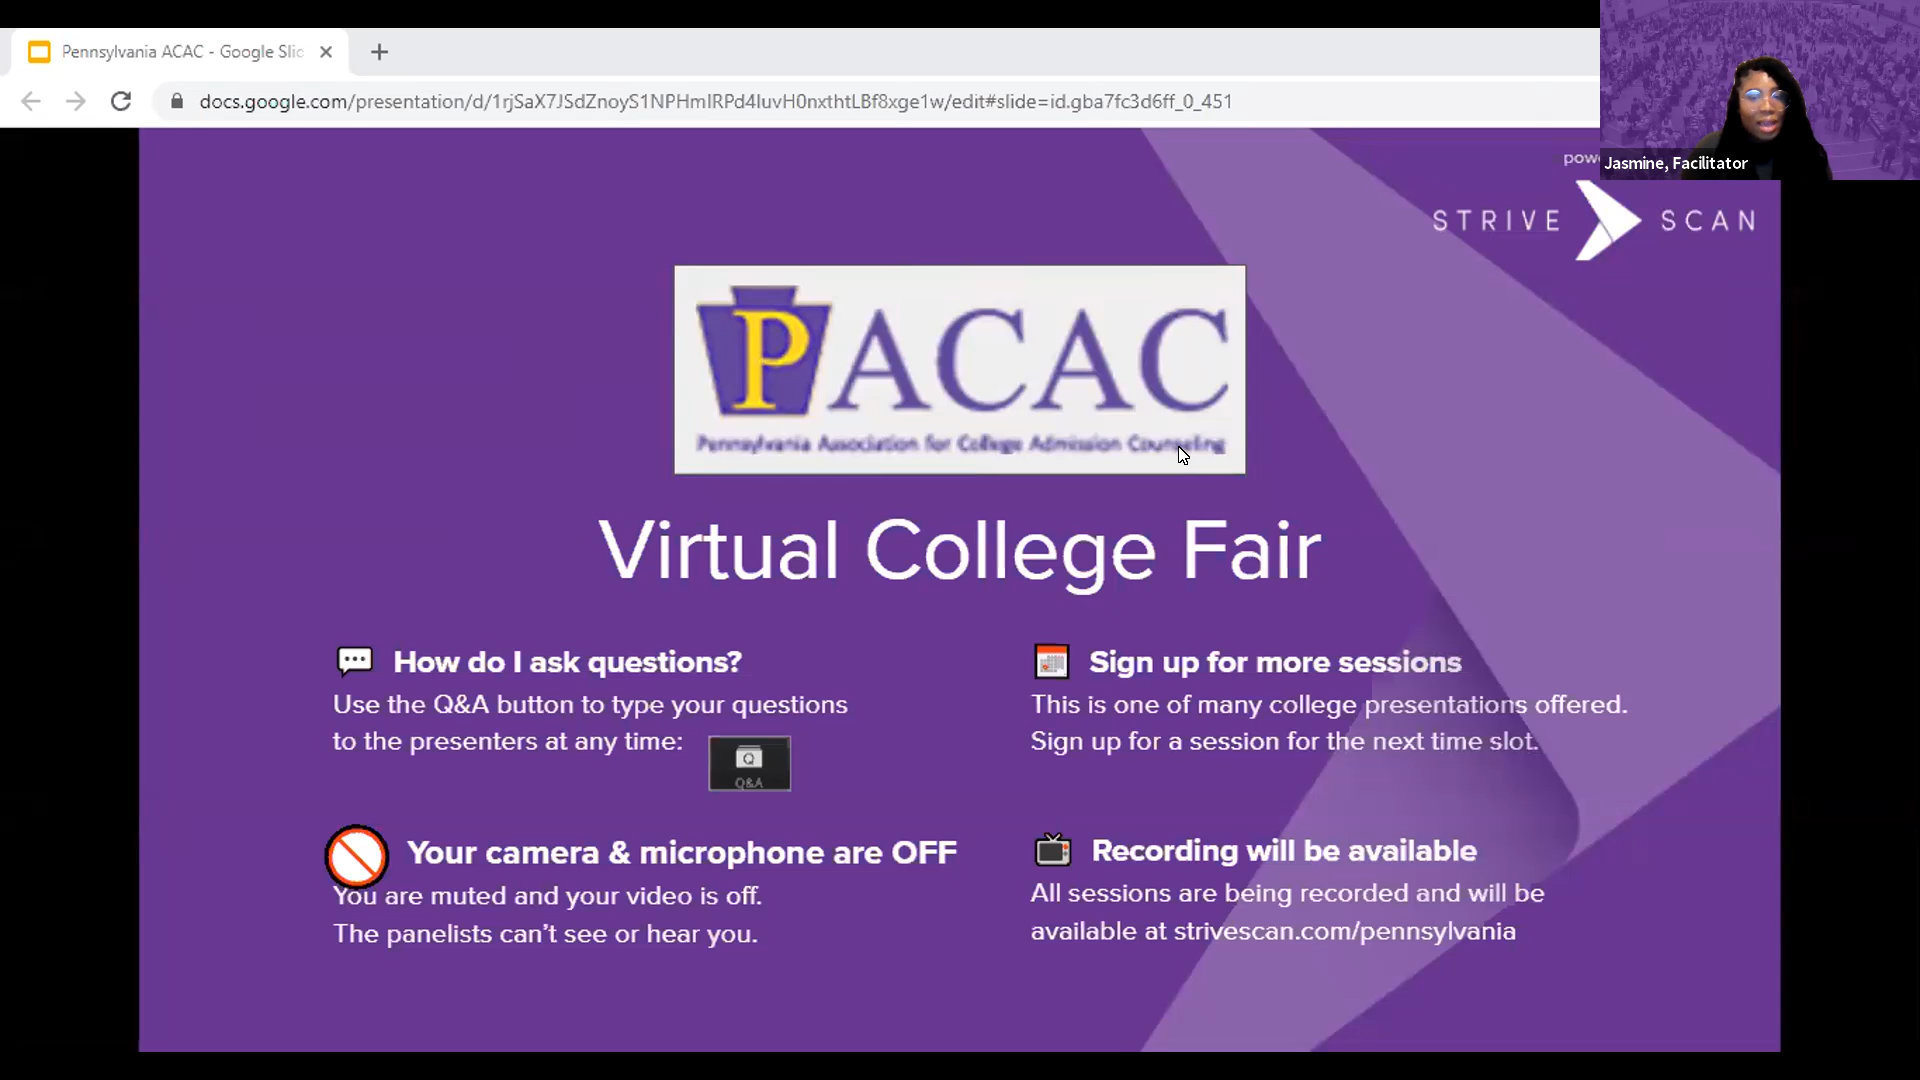 Pennsylvania ACAC - Google Slid
docs.google.com/presentation/d/1rjSaX7JSdZnoyS1NPHmIRPd4IuvH0nxthtLBf8xge1w/edit#slide=id.gba7fc3d6ff_0_451
Jasmine, Facilitator
STRIVE SCAN
PACAC
Pennsylvania Association for College Admission Counseling
Virtual College Fair
How do I ask questions?
Use the Q&A button to type your questions
to the presenters at any time:
Q
Q&A
Sign up for more sessions
This is one of many college presentations offered.
Sign up for a session for the next time slot.
Your camera & microphone are OFF
You are muted and your video is off.
The panelists can’t see or hear you.
Recording will be available
All sessions are being recorded and will be
available at strivescan.com/pennsylvania